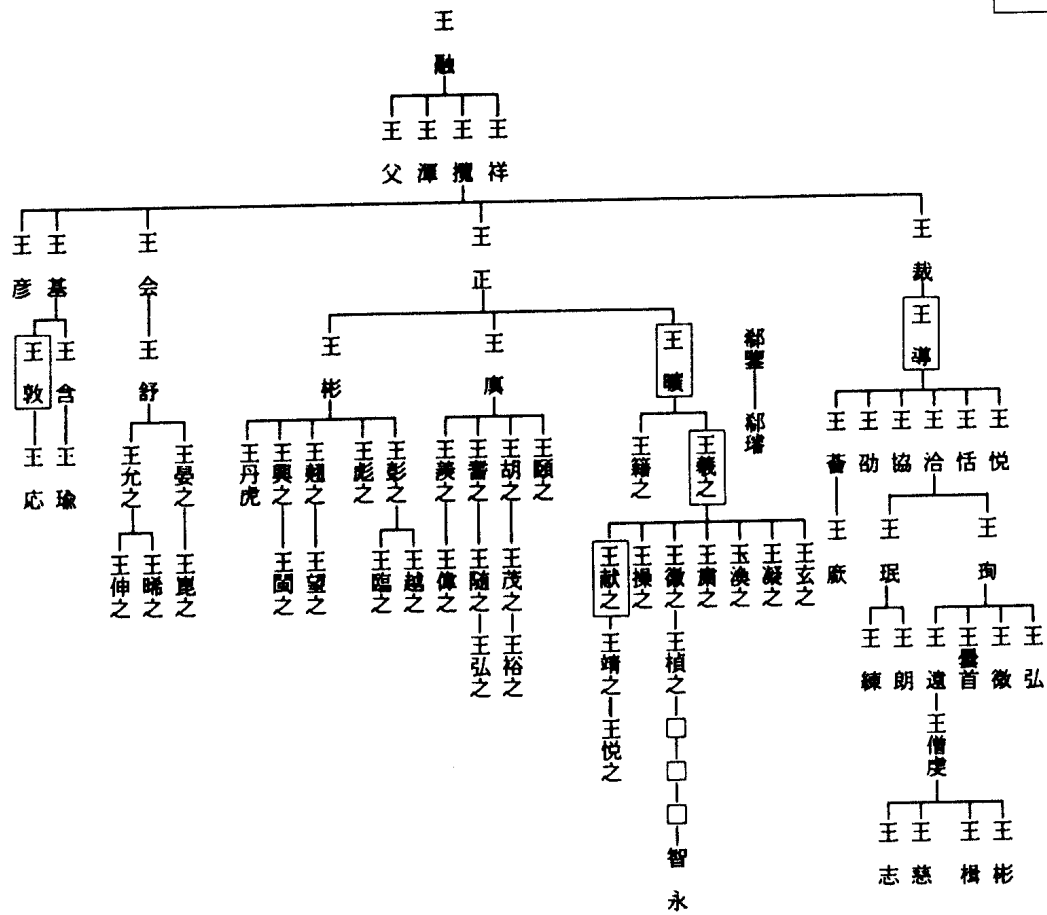 王融
王祥
王攬
王渾
王父
王裁
王正
王会
王基
王彦
王導
王曠
王廙
王彬
王舒
王含
王敦
郗鑒
郗璿
王悦
王恬
王洽
王協
王劭
王薈
王羲之
王籍之
王頤之
王胡之
王耆之
王羨之
王彭之
王彪之
王翹之
王興之
王丹虎
王晏之
王允之
王瑜
王応
王珣
王珉
王厳
王玄之
王凝之
王渙之
王粛之
王徽之
王操之
王献之
王茂之
王随之
王偉之
王越之
王臨之
王望之
王閩之
王崑之
王晞之
王仲之
王弘
王徴
王曇首
王遠
王朗
王練
王楨之
王靖之
王裕之
王弘之
王悦之
王僧虔
□
□
□
智永
王彬
王楫
王慈
王志